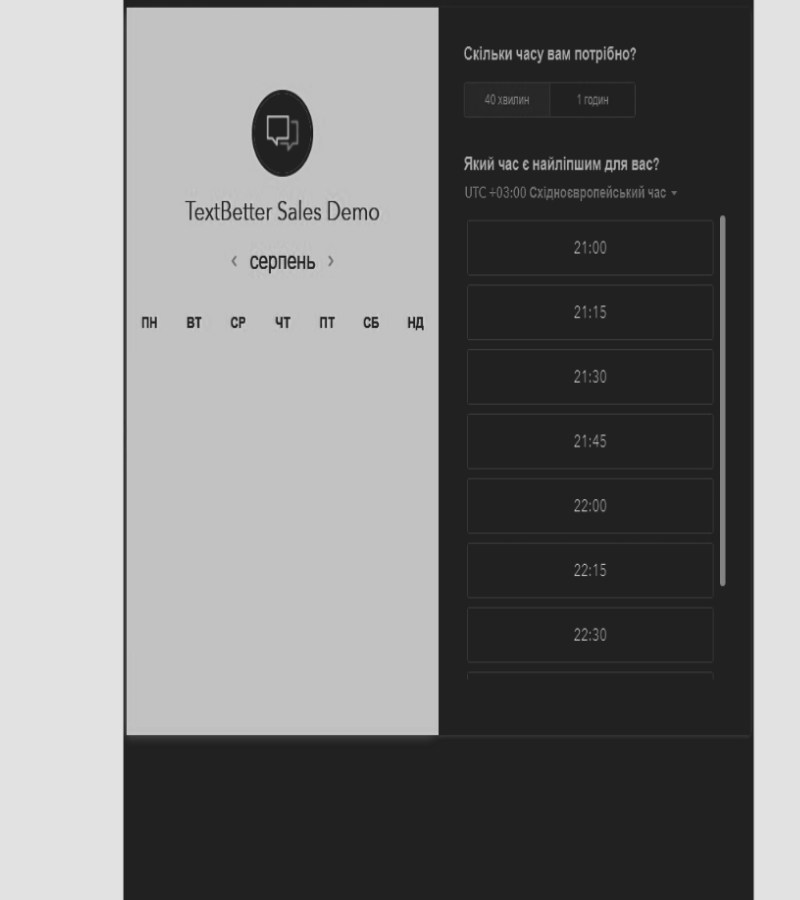 TextBetter Sales Demo
‹ серпень ›
ПН ВТ СР ЧТ ПТ СБ НД
Скільки часу вам потрібно?
40 хвилин 1 годин
Який час є найліпшим для вас?
UTC +03:00 Східноєвропейський час
21:00
21:15
21:30
21:45
22:00
22:15
22:30